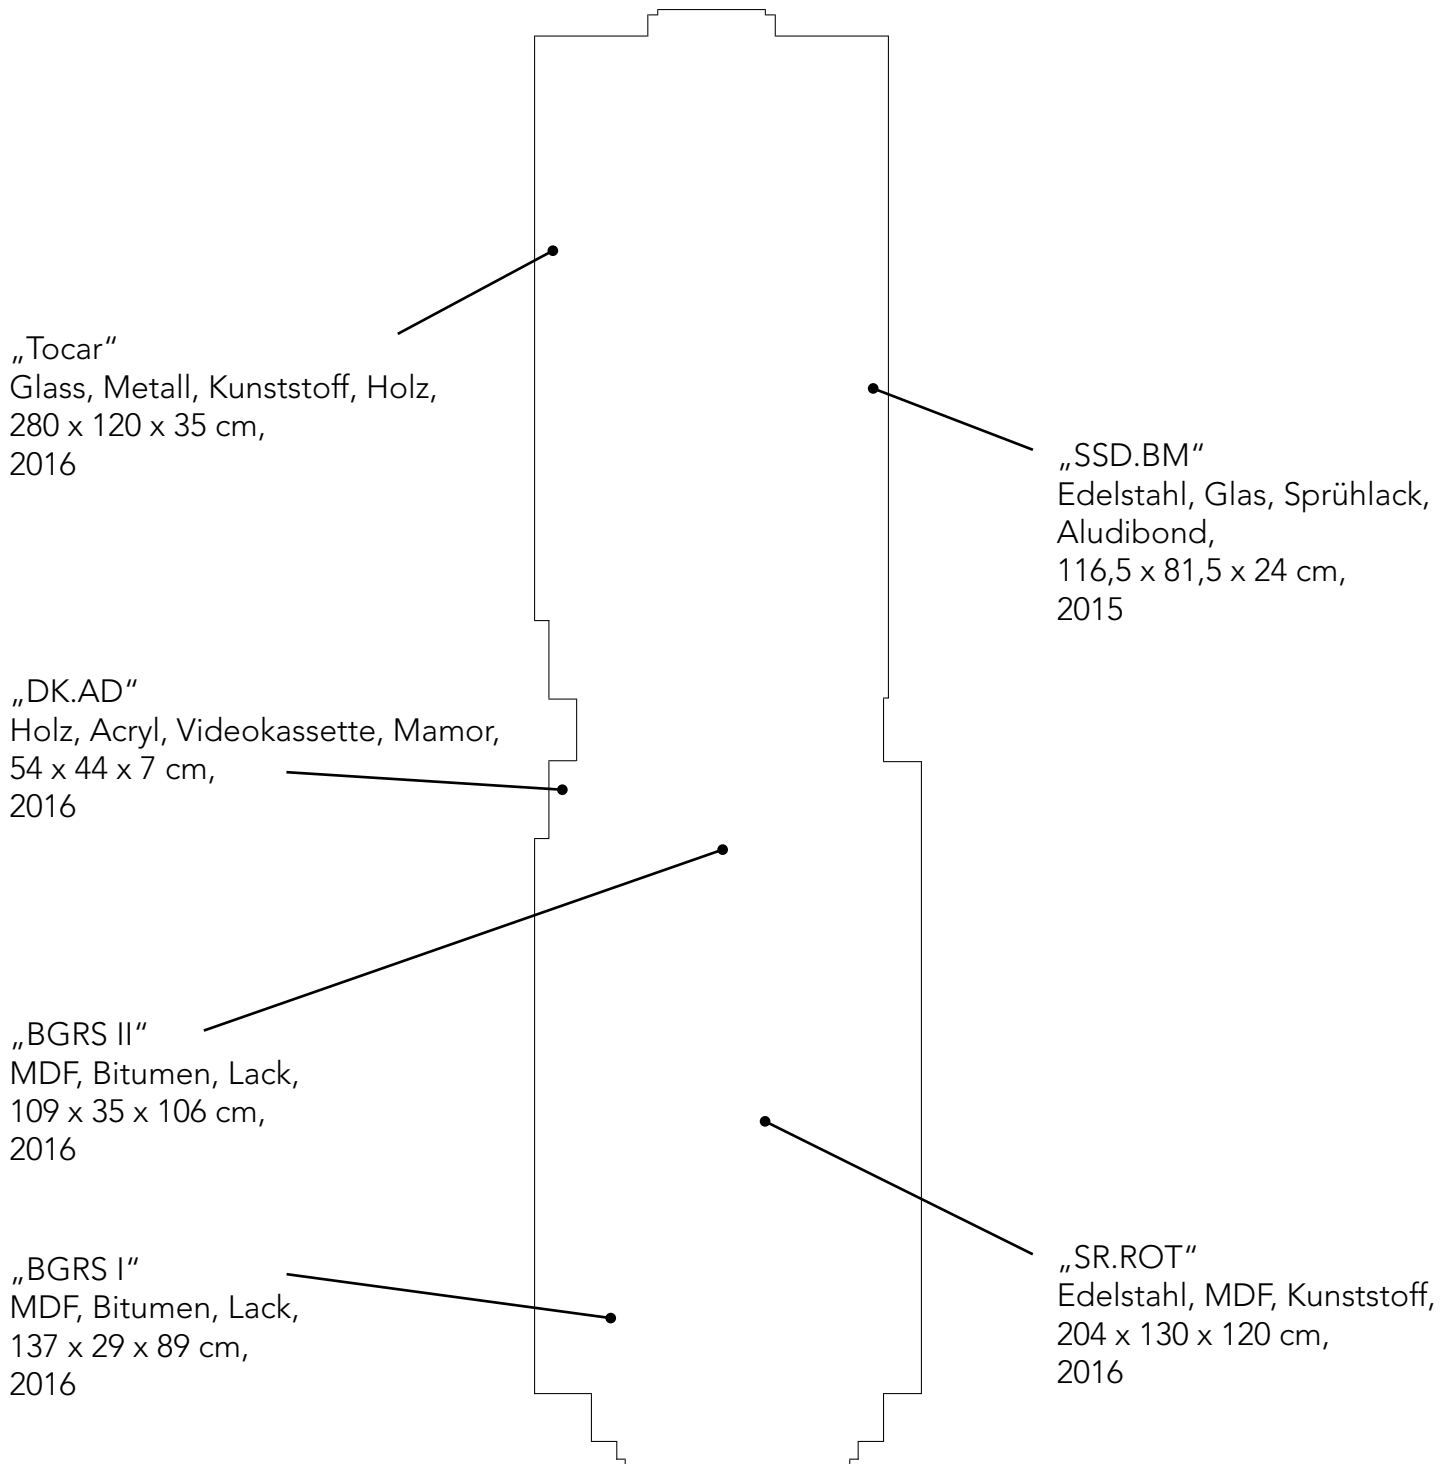 „Tocar“
Glass, Metall, Kunststoff, Holz,
280 x 120 x 35 cm,
2016
„SSD.BM“
Edelstahl, Glas, Sprühlack,
Aludibond,
116,5 x 81,5 x 24 cm,
2015
„DK.AD“
Holz, Acryl, Videokassette, Mamor,
54 x 44 x 7 cm,
2016
„BGRS II“
MDF, Bitumen, Lack,
109 x 35 x 106 cm,
2016
„BGRS I“
MDF, Bitumen, Lack,
137 x 29 x 89 cm,
2016
„SR.ROT“
Edelstahl, MDF, Kunststoff,
204 x 130 x 120 cm,
2016